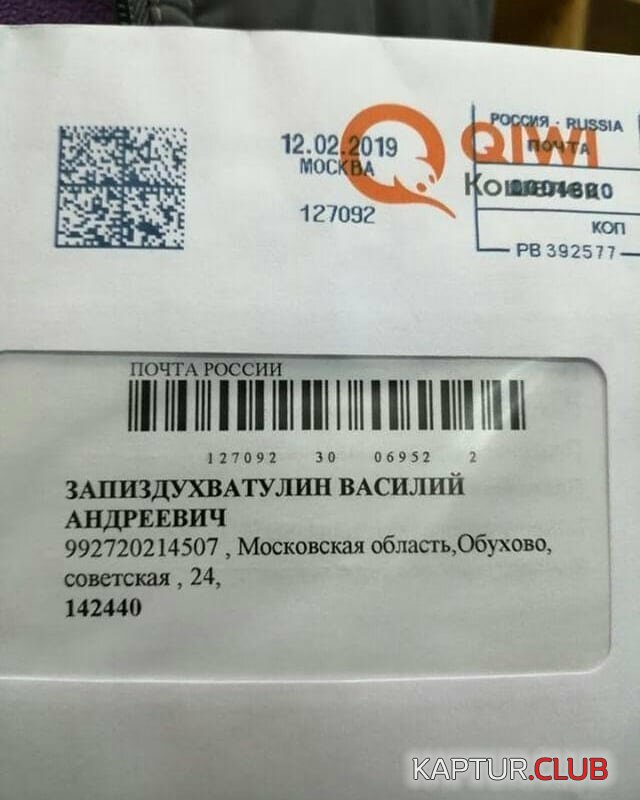 РОССИЯ · RUSSIA
12.02.2019
QIWI
ПОЧТА
МОСКВА
Кошелек
127092
КОП
РВ 392577
ПОЧТА РОССИИ
127092 30 06952 2
ЗАПИЗДУХВАТУЛИН ВАСИЛИЙ
АНДРЕЕВИЧ
992720214507 , Московская область,Обухово,
советская , 24,
142440
KAPTUR.CLUB